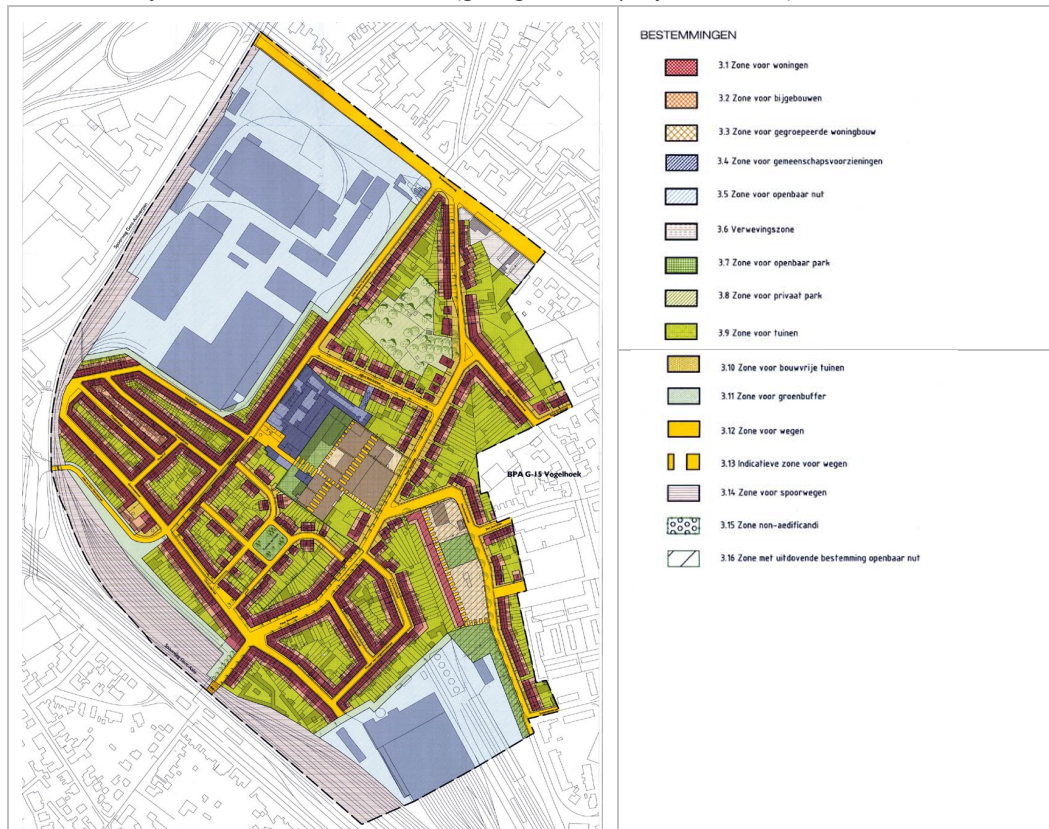 BESTEMMINGEN
3.1 Zone voor woningen
3.2 Zone voor bijgebouwen
3.3 Zone voor gegroepeerde woningbouw
3.4 Zone voor gemeenschapsvoorzieningen
3.5 Zone voor openbaar nut
3.6 Verwevingszone
3.7 Zone voor openbaar park
3.8 Zone voor privaat park
3.9 Zone voor tuinen
3.10 Zone voor bouwvrije tuinen
3.11 Zone voor groenbuffer
3.12 Zone voor wegen
3.13 Indicatieve zone voor wegen
3.14 Zone voor spoorwegen
3.15 Zone non-aedificandi
3.16 Zone met uitdovende bestemming openbaar nut
BPA G-15 Vogelhoek